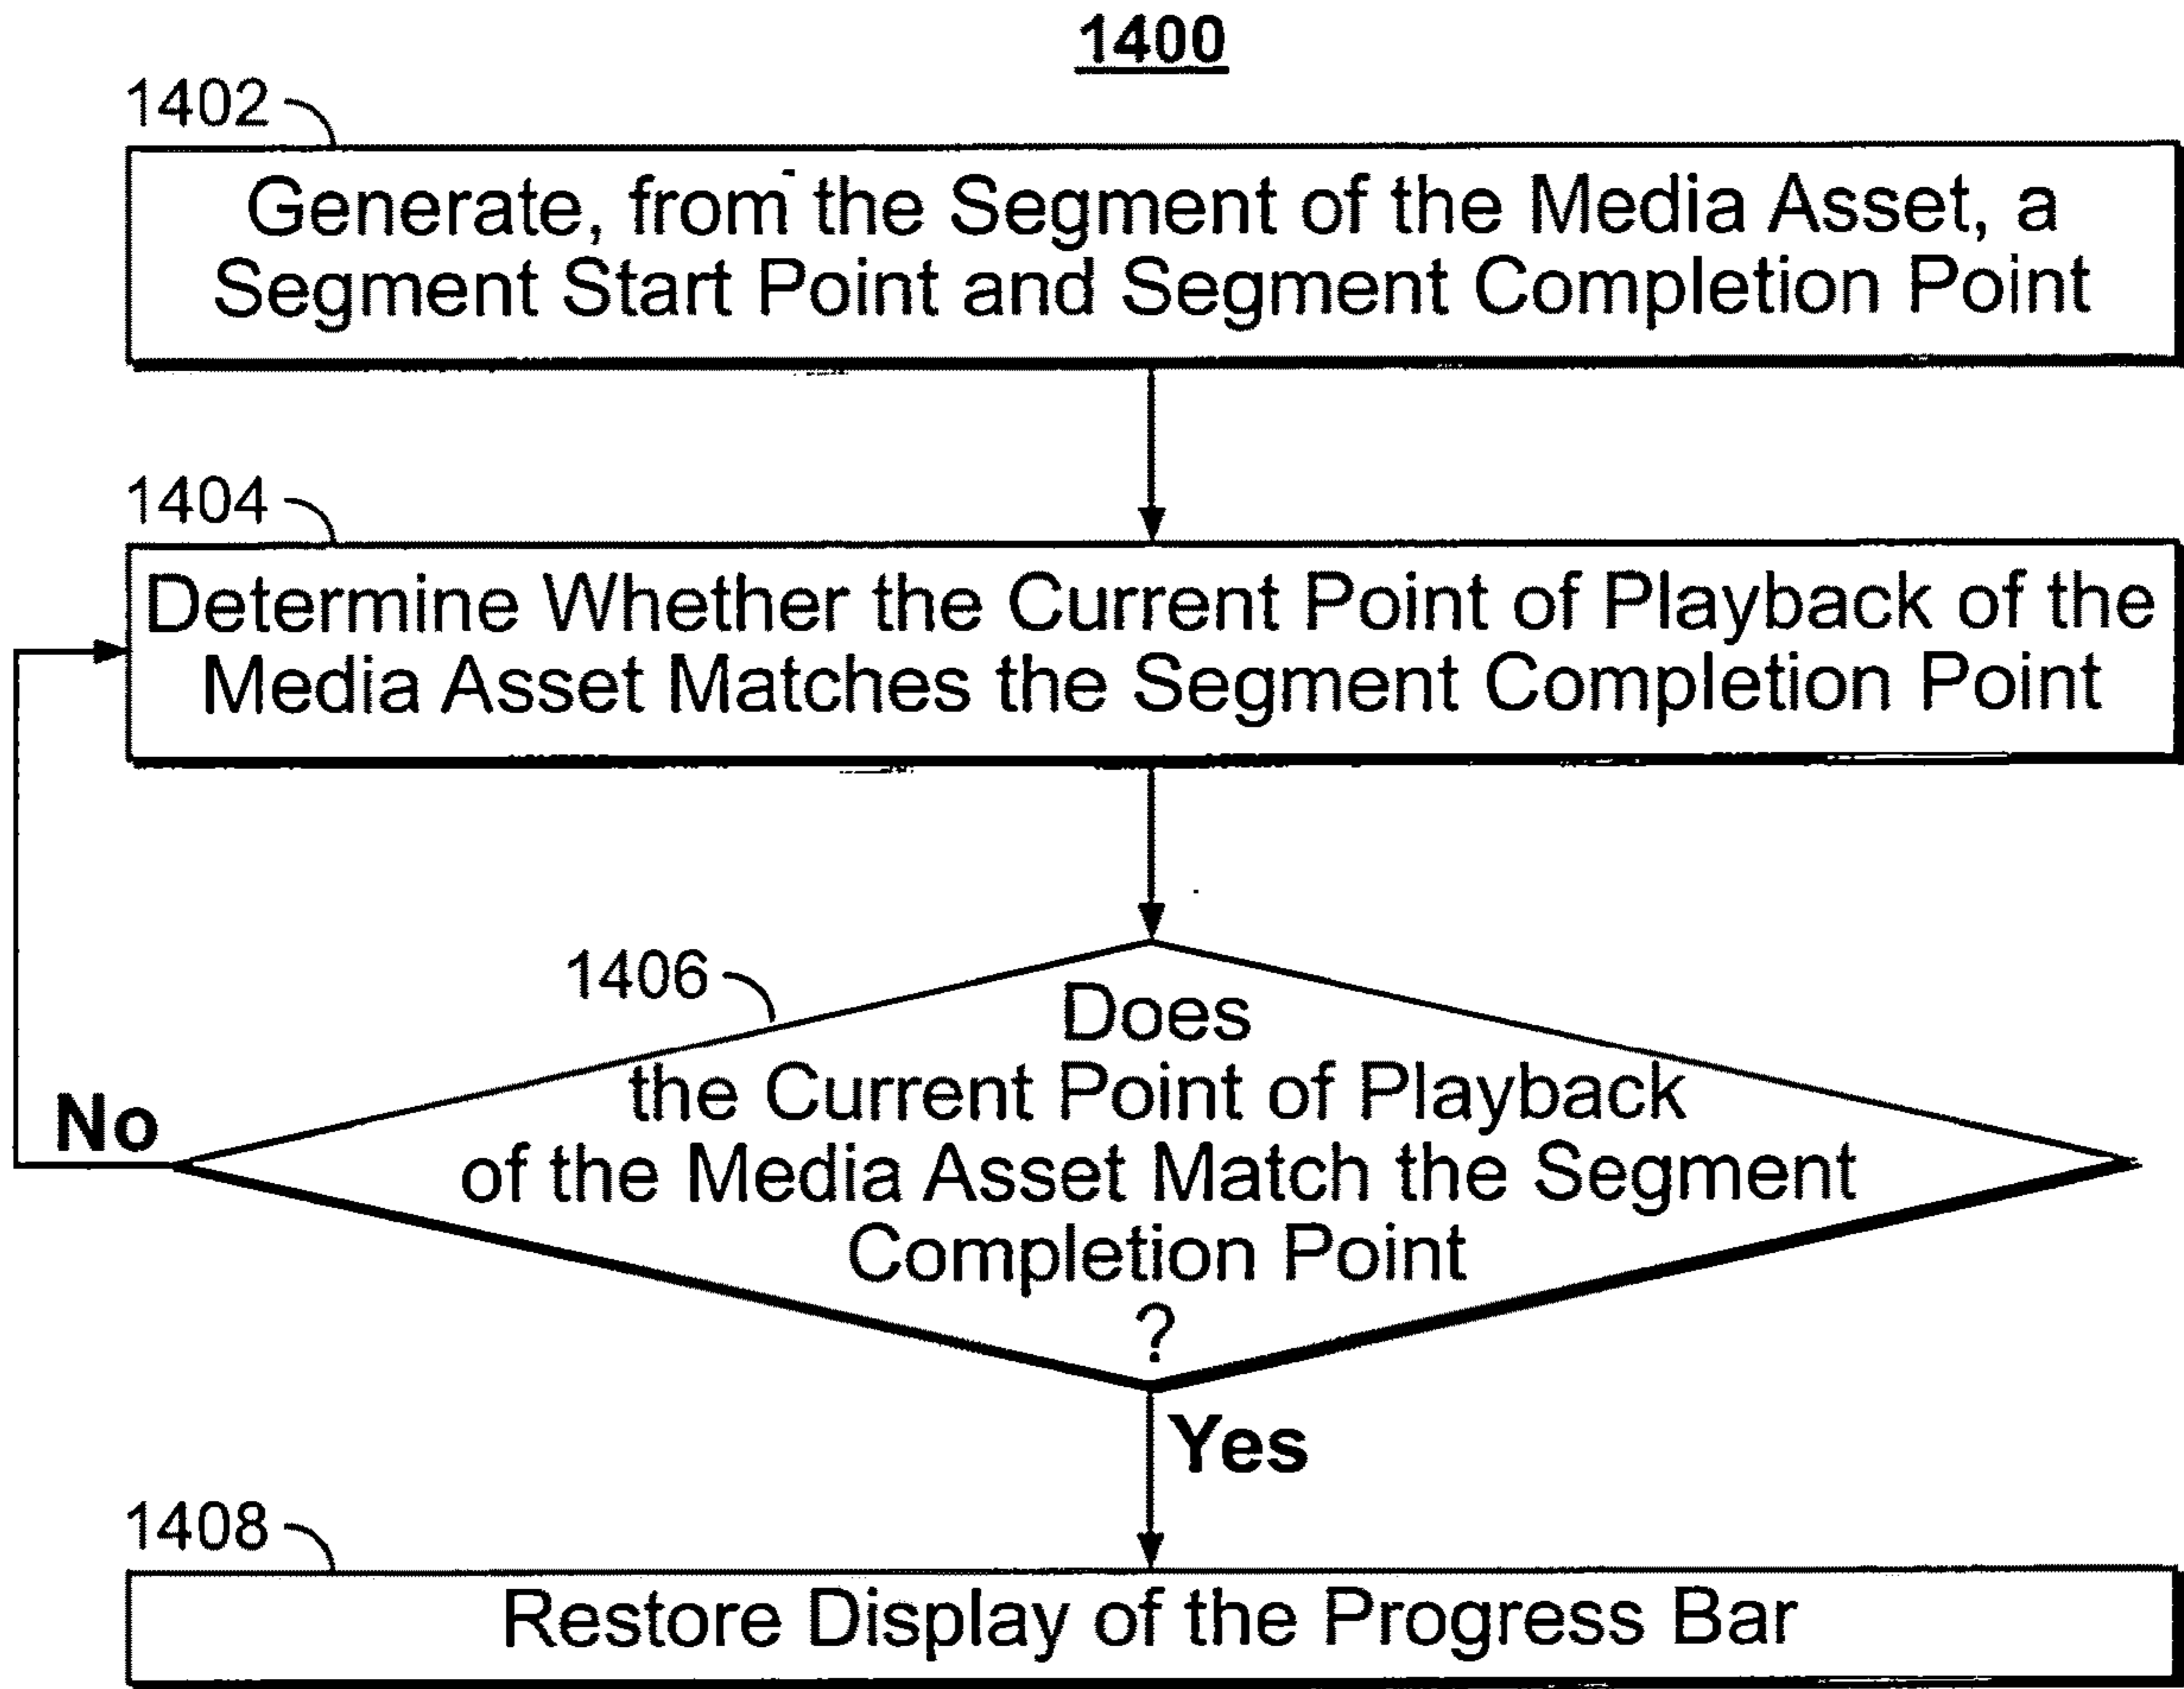 1400
1402
Generate, from the Segment of the Media Asset, a
Segment Start Point and Segment Completion Point
1404
Determine Whether the Current Point of Playback of the
Media Asset Matches the Segment Completion Point
1406
Does
the Current Point of Playback
of the Media Asset Match the Segment
Completion Point
?
No
Yes
1408
Restore Display of the Progress Bar